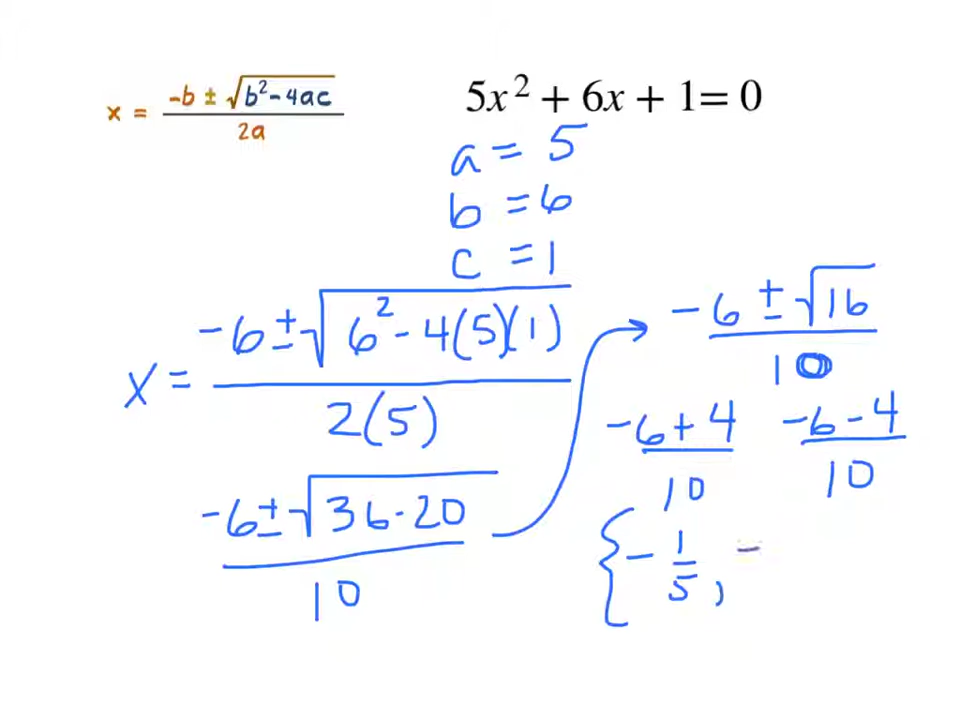 x = -b ± √b² - 4ac / 2a
5x² + 6x + 1= 0
a = 5
b = 6
c = 1
x = -6 ± √6² - 4(5)(1) / 2(5)
-6 ± √36 - 20 / 10
-6 ± √16 / 10
-6 + 4 / 10
-6 - 4 / 10
{ - 1/5 , -